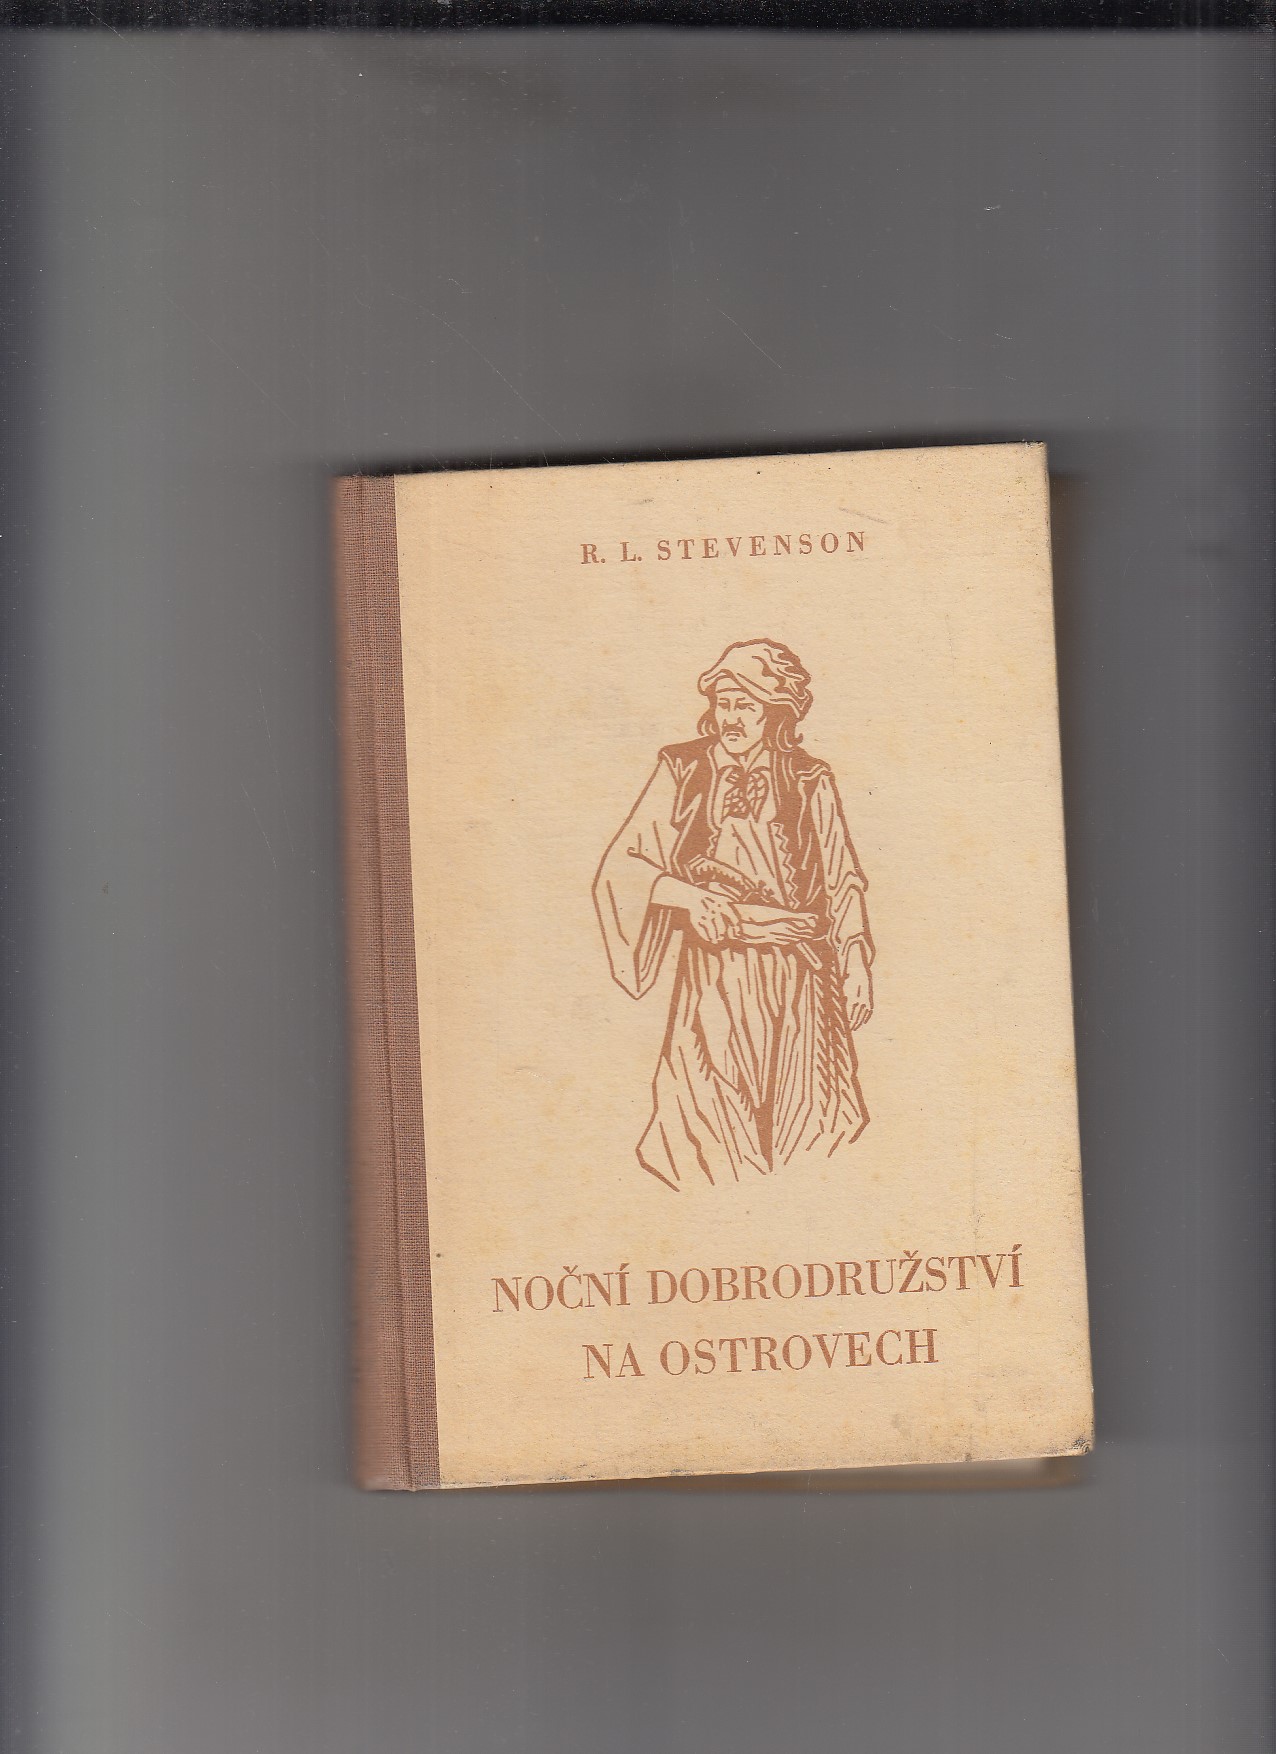 R. L. STEVENSON
NOČNÍ DOBRODRUŽSTVÍ
NA OSTROVECH